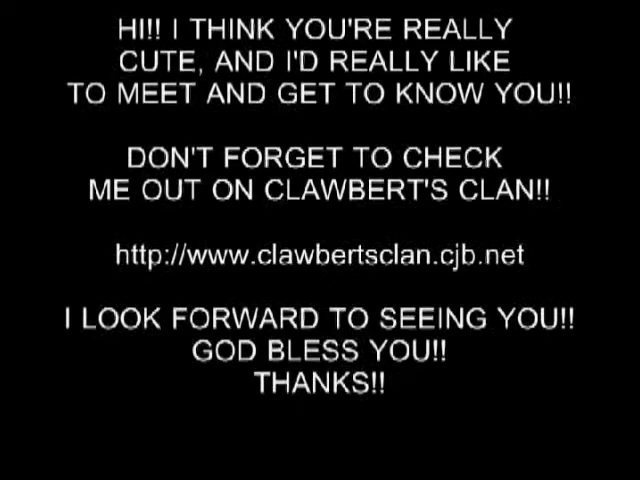 HI!! I THINK YOU'RE REALLY
CUTE, AND I'D REALLY LIKE
TO MEET AND GET TO KNOW YOU!!
DON'T FORGET TO CHECK
ME OUT ON CLAWBERT'S CLAN!!
http://www.clawbertsclan.cjb.net
I LOOK FORWARD TO SEEING YOU!!
GOD BLESS YOU!!
THANKS!!